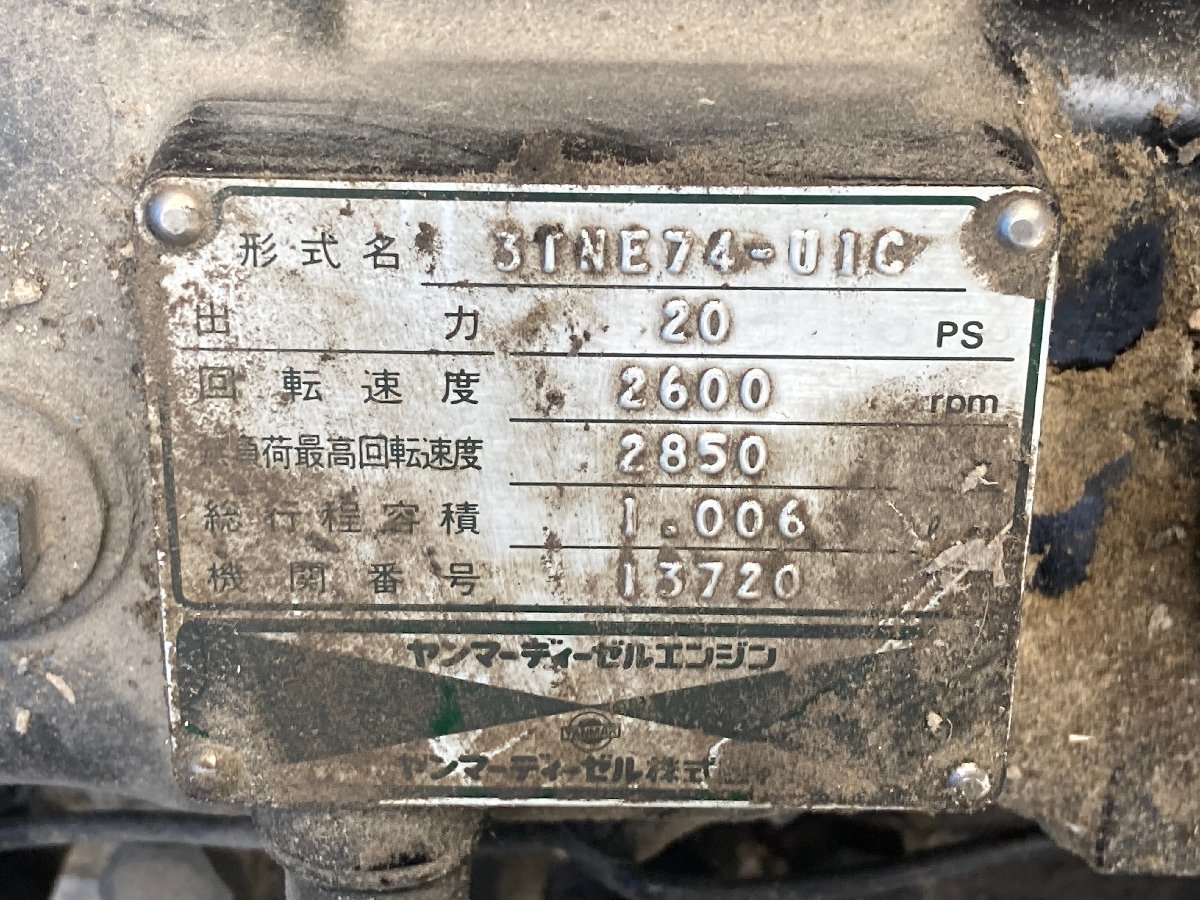 形式名 3TNE74-U1C
出力 20 PS
回転速度 2600 rpm
負荷最高回転速度 2850
総行程容積 1.006 ℓ
機関番号 13720
ヤンマーディーゼルエンジン
YANMAR
ヤンマーディーゼル株式